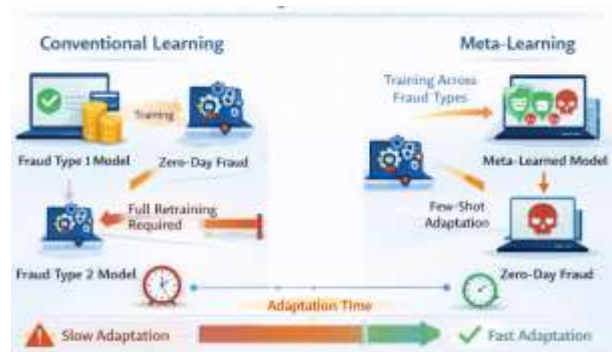 Conventional Learning
Meta-Learning
Training
Training Across
Fraud Types
Fraud Type 1 Model
Zero-Day Fraud
Meta-Learned Model
Full Retraining
Required
Few-Shot
Adaptation
Fraud Type 2 Model
Zero-Day Fraud
Adaptation Time
Slow Adaptation
Fast Adaptation